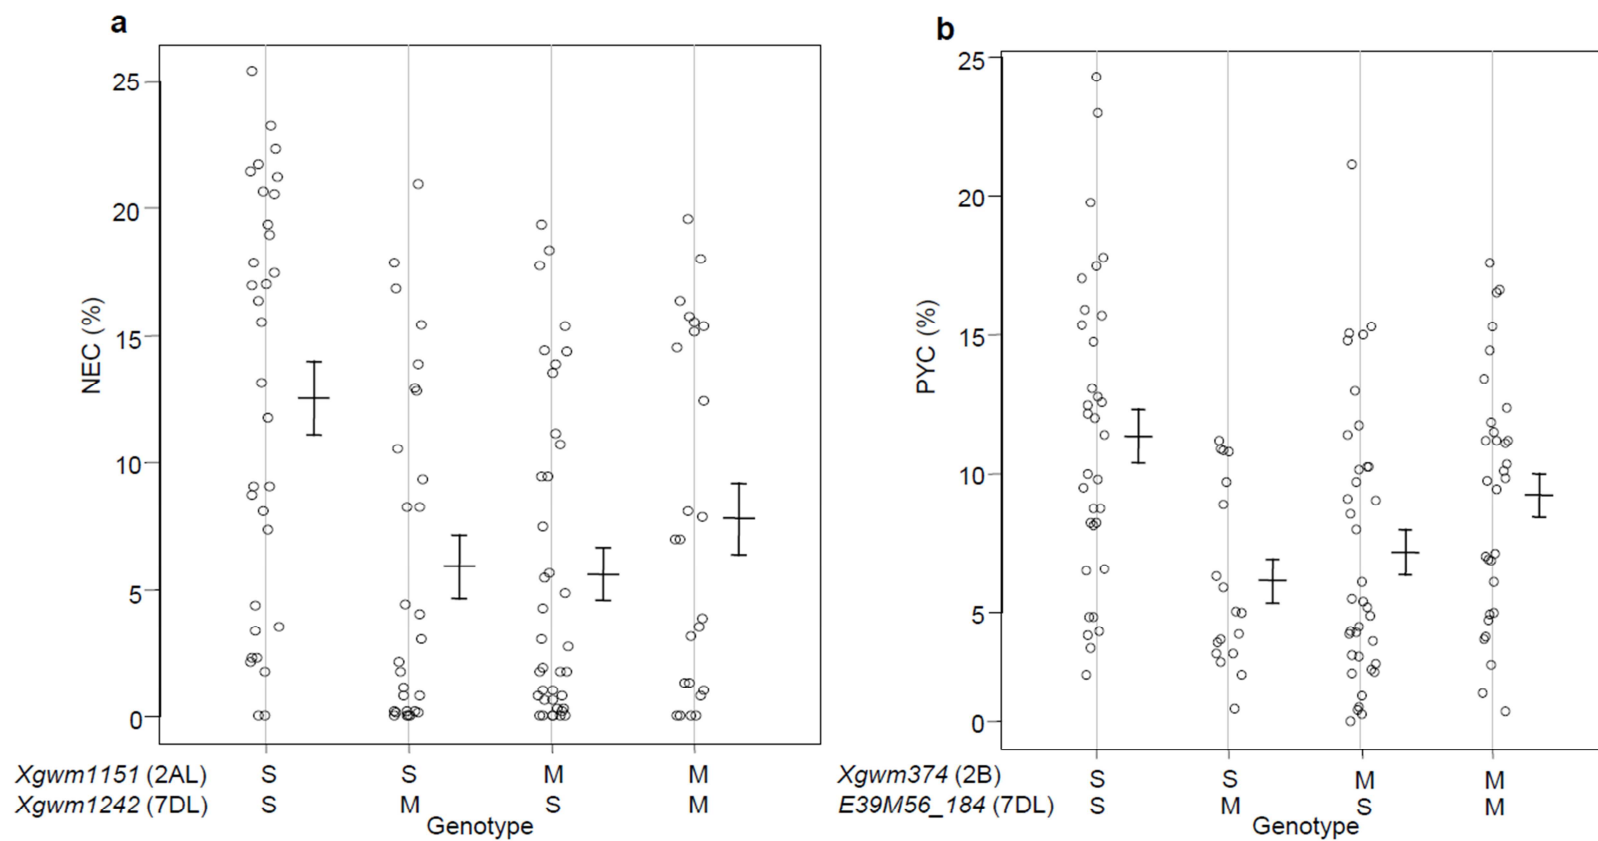 a
NEC (%)
25
20
15
10
5
0
Xgwm1151 (2AL) S S M M
Xgwm1242 (7DL) S M S M
Genotype
b
PYC (%)
25
20
15
10
5
0
Xgwm374 (2B) S S M M
E39M56_184 (7DL) S M S M
Genotype